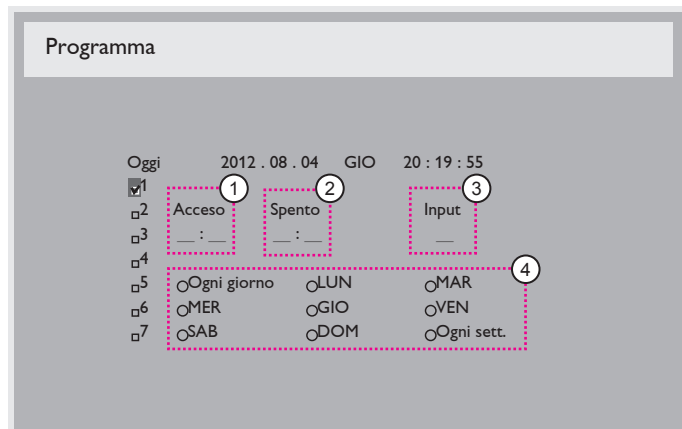 Programma
Oggi 2012 . 08 . 04 GIO 20 : 19 : 55
1 1 2 3
2 Acceso Spento Input
3 __ : __ __ : __ __
4 4
5 Ogni giorno LUN MAR
6 MER GIO VEN
7 SAB DOM Ogni sett.